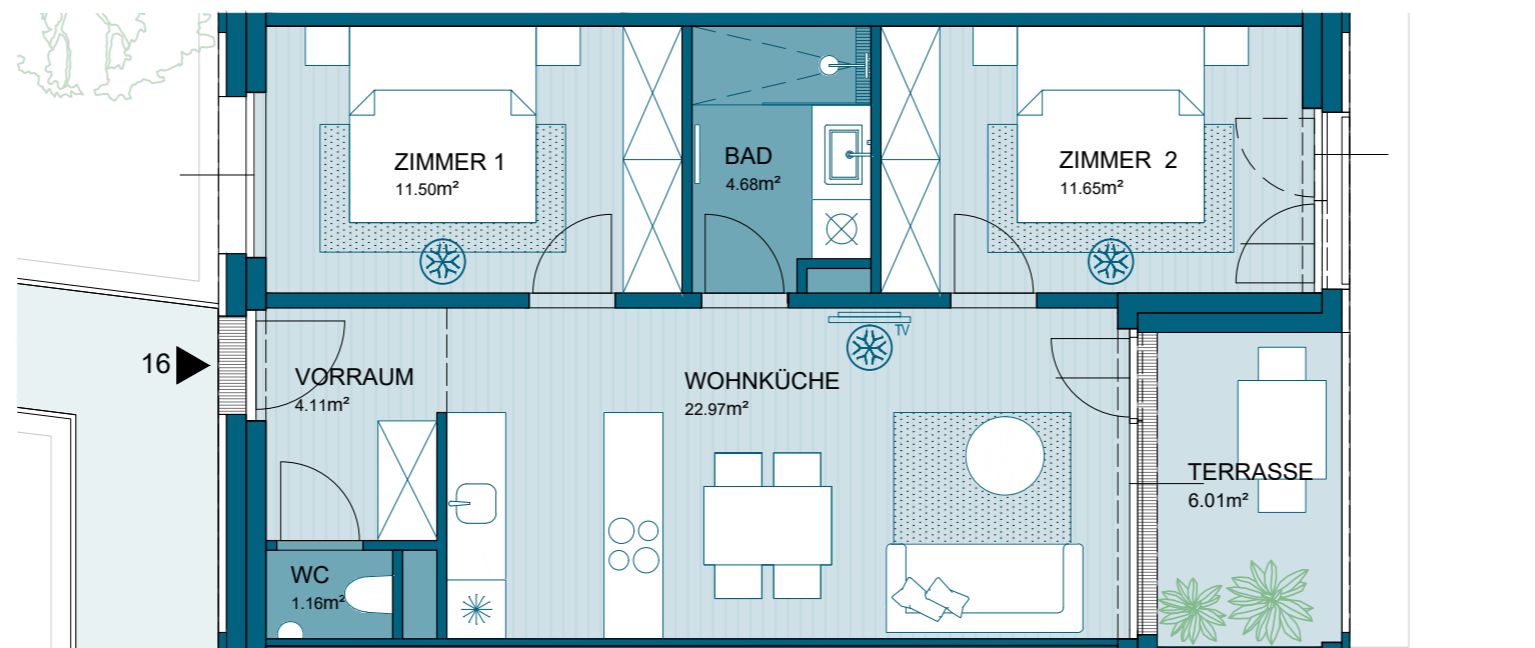 ZIMMER 1
11.50m²
BAD
4.68m²
ZIMMER 2
11.65m²
16
VORRAUM
4.11m²
WOHNKÜCHE
22.97m²
TV
TERRASSE
6.01m²
WC
1.16m²